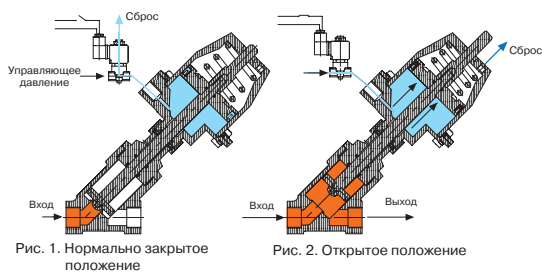 Сброс
Управляющее
давление
Вход
Рис. 1. Нормально закрытое
положение
Сброс
Вход
Выход
Рис. 2. Открытое положение